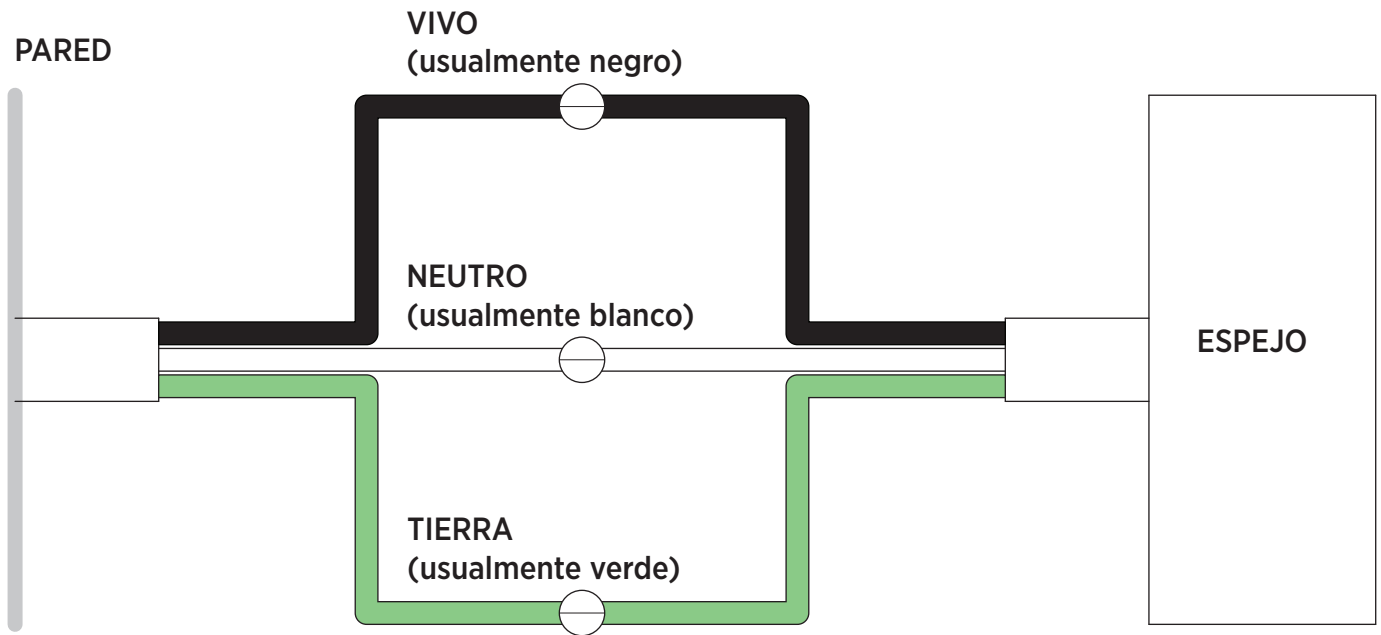 PARED
VIVO
(usualmente negro)
NEUTRO
(usualmente blanco)
ESPEJO
TIERRA
(usualmente verde)